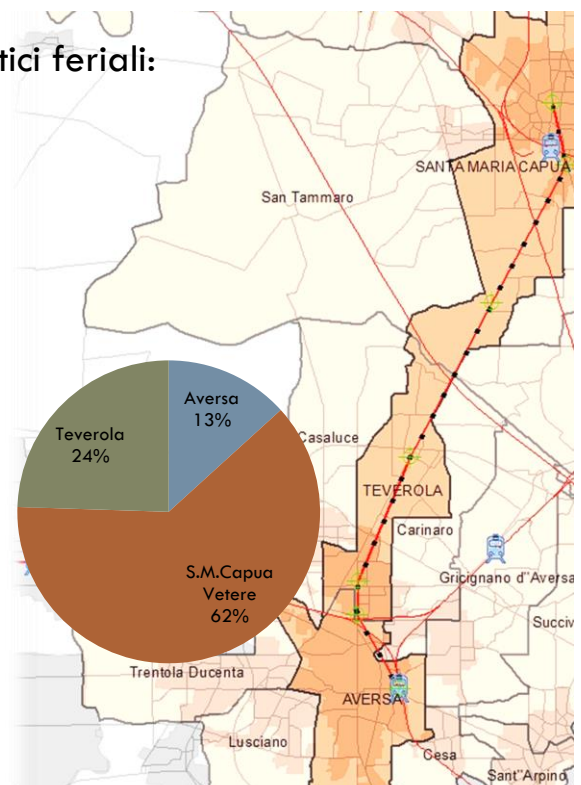 tici feriali:
SANTA MARIA CAPUA
San Tammaro
Aversa
13%
Teverola
24%
Casaluce
TEVEROLA
Carinaro
S.M.Capua
Vetere
62%
Gricignano d"Aversa
Succiv
Trentola Ducenta
AVERSA
Lusciano
Cesa
Sant"Arpino